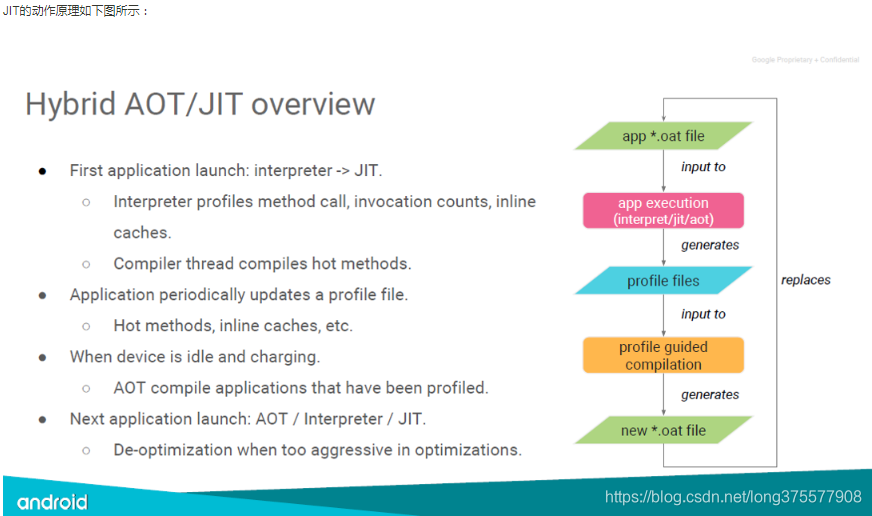 JIT的动作原理如下图所示：
Google Proprietary + Confidential
Hybrid AOT/JIT overview
● First application launch: interpreter -> JIT.
○ Interpreter profiles method call, invocation counts, inline
caches.
○ Compiler thread compiles hot methods.
● Application periodically updates a profile file.
○ Hot methods, inline caches, etc.
● When device is idle and charging.
○ AOT compile applications that have been profiled.
● Next application launch: AOT / Interpreter / JIT.
○ De-optimization when too aggressive in optimizations.
app *.oat file
input to
app execution
(interpret/jit/aot)
generates
profile files
replaces
input to
profile guided
compilation
generates
new *.oat file
android
https://blog.csdn.net/long375577908